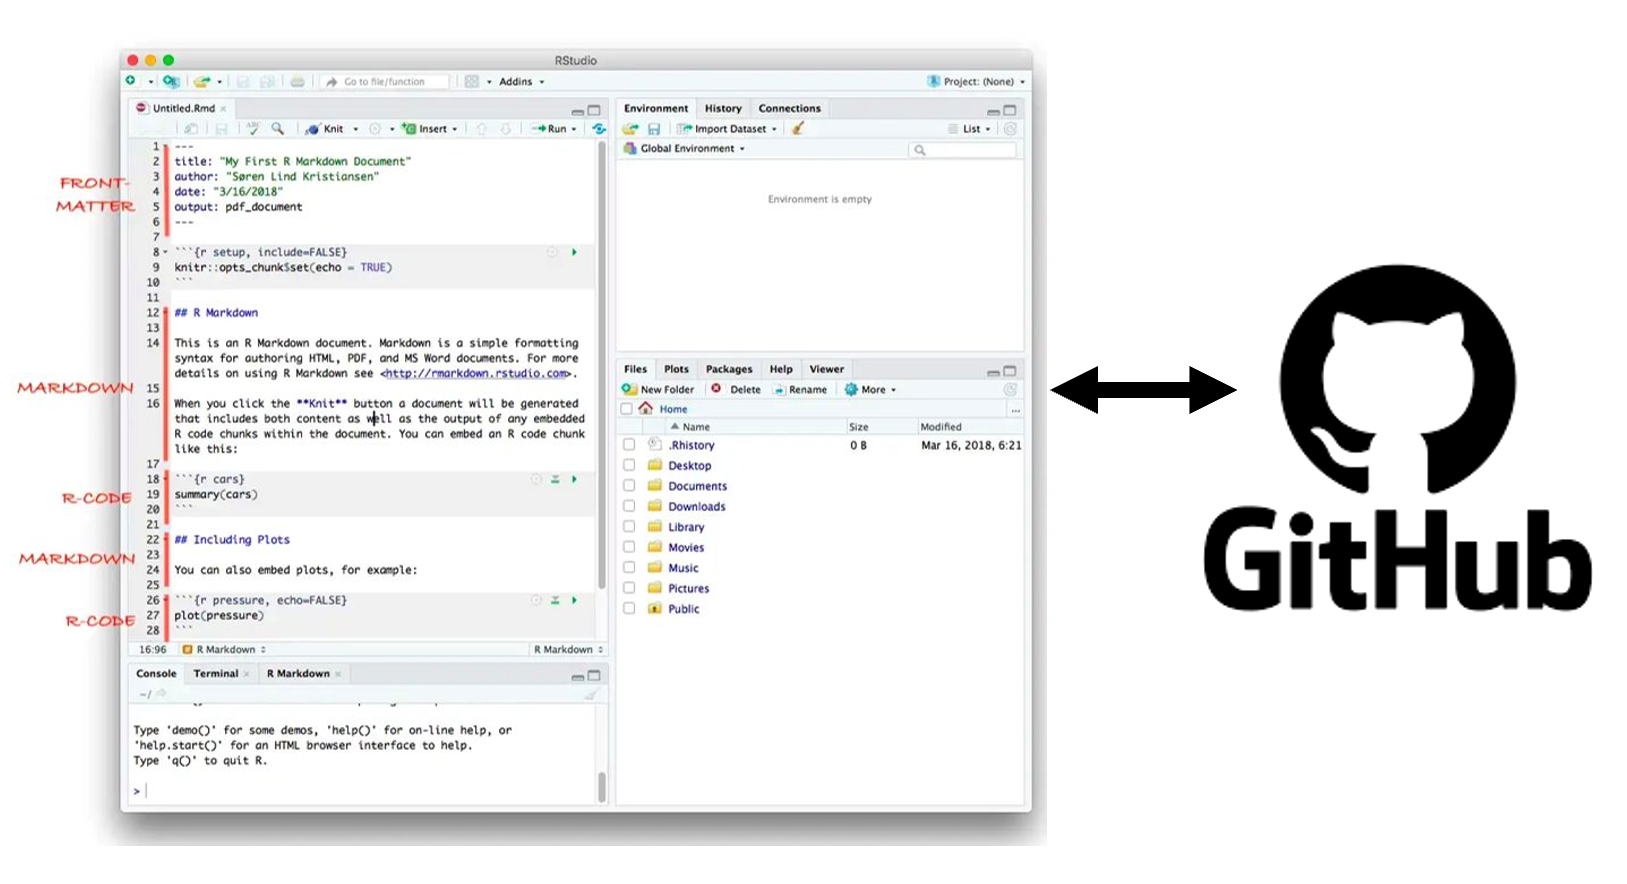 RStudio
Go to file/function
Addins
Project: (None)
Untitled.Rmd
ABC
Knit
Insert
Run
1 ---
2 title: "My First R Markdown Document"
3 author: "Søren Lind Kristiansen"
4 date: "3/16/2018"
5 output: pdf_document
6 ---
7
8 ```{r setup, include=FALSE}
9 knitr::opts_chunk$set(echo = TRUE)
10 ```
11
12 ## R Markdown
13
14 This is an R Markdown document. Markdown is a simple formatting
syntax for authoring HTML, PDF, and MS Word documents. For more
details on using R Markdown see <http://rmarkdown.rstudio.com>.
15
16 When you click the **Knit** button a document will be generated
that includes both content as well as the output of any embedded
R code chunks within the document. You can embed an R code chunk
like this:
17
18 ```{r cars}
19 summary(cars)
20 ```
21
22 ## Including Plots
23
24 You can also embed plots, for example:
25
26 ```{r pressure, echo=FALSE}
27 plot(pressure)
28 ```
16:96 R Markdown
R Markdown
FRONT-
MATTER
MARKDOWN
R-CODE
MARKDOWN
R-CODE
Console Terminal R Markdown
~/
Type 'demo()' for some demos, 'help()' for on-line help, or
'help.start()' for an HTML browser interface to help.
Type 'q()' to quit R.
>
Environment History Connections
Import Dataset
List
Global Environment
Environment is empty
Files Plots Packages Help Viewer
New Folder Delete Rename More
Home
...
Name Size Modified
.Rhistory 0 B Mar 16, 2018, 6:21
Desktop
Documents
Downloads
Library
Movies
Music
Pictures
Public
GitHub